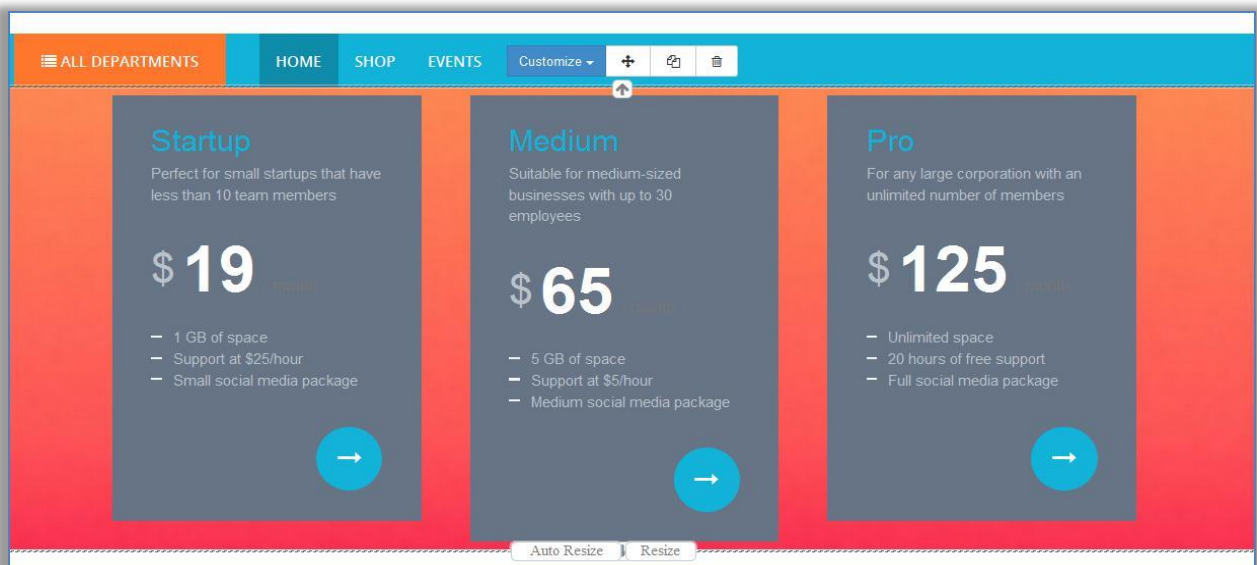 ALL DEPARTMENTS HOME SHOP EVENTS Customize
Startup
Perfect for small startups that have
less than 10 team members
$ 19 / month
1 GB of space
Support at $25/hour
Small social media package
Medium
Suitable for medium-sized
businesses with up to 30
employees
$ 65 / month
5 GB of space
Support at $5/hour
Medium social media package
Pro
For any large corporation with an
unlimited number of members
$ 125 / month
Unlimited space
20 hours of free support
Full social media package
Auto Resize Resize